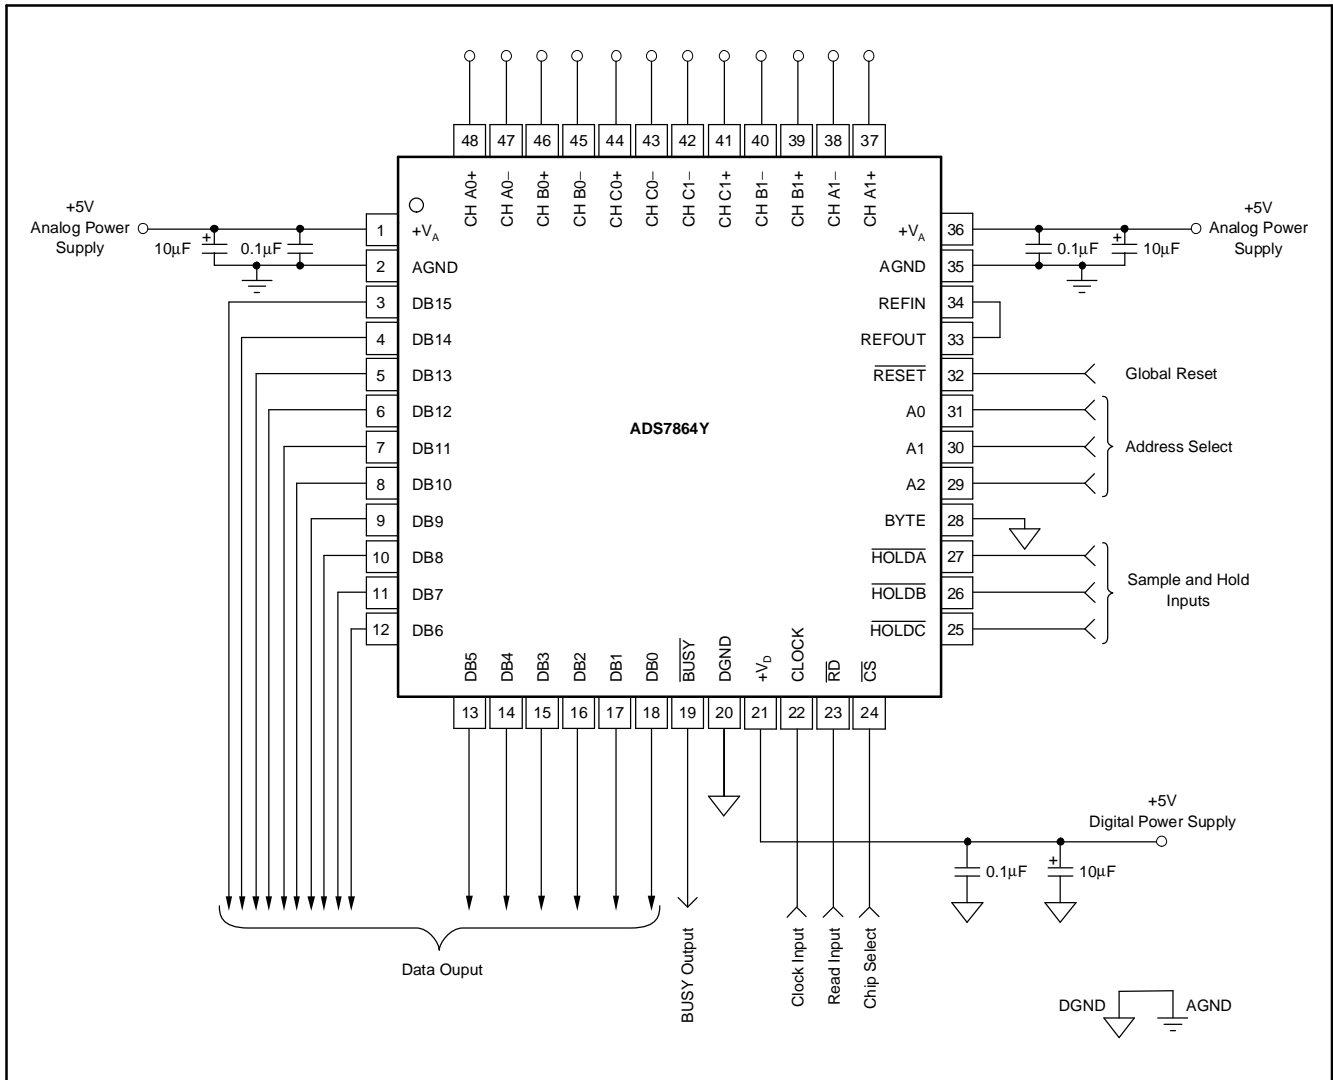 48 47 46 45 44 43 42 41 40 39 38 37
CH A0+
CH A0−
CH B0+
CH B0−
CH C0+
CH C0−
CH C1−
CH C1+
CH B1−
CH B1+
CH A1−
CH A1+
+5V
Analog Power
Supply
10μF
+
0.1μF
1 +VA
2 AGND
3 DB15
4 DB14
5 DB13
6 DB12
7 DB11
8 DB10
9 DB9
10 DB8
11 DB7
12 DB6
ADS7864Y
+VA 36
AGND 35
REFIN 34
REFOUT 33
RESET 32
A0 31
A1 30
A2 29
BYTE 28
HOLDA 27
HOLDB 26
HOLDC 25
0.1μF
+
10μF
+5V
Analog Power
Supply
Global Reset
Address Select
Sample and Hold
Inputs
DB5
DB4
DB3
DB2
DB1
DB0
BUSY
DGND
+VD
CLOCK
RD
CS
13 14 15 16 17 18 19 20 21 22 23 24
+5V
Digital Power Supply
0.1μF
+
10μF
Data Ouput
BUSY Output
Clock Input
Read Input
Chip Select
DGND
AGND